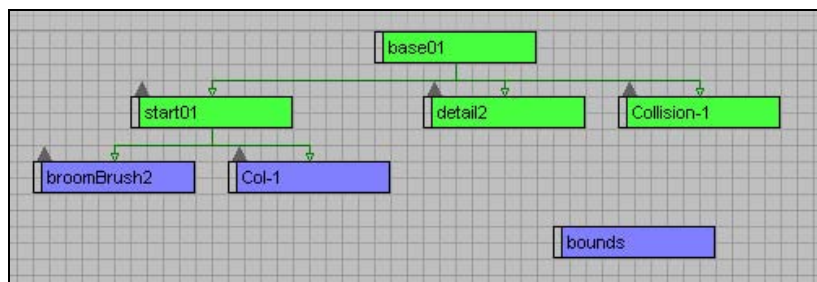 base01
start01
detail2
Collision-1
broomBrush2
Col-1
bounds